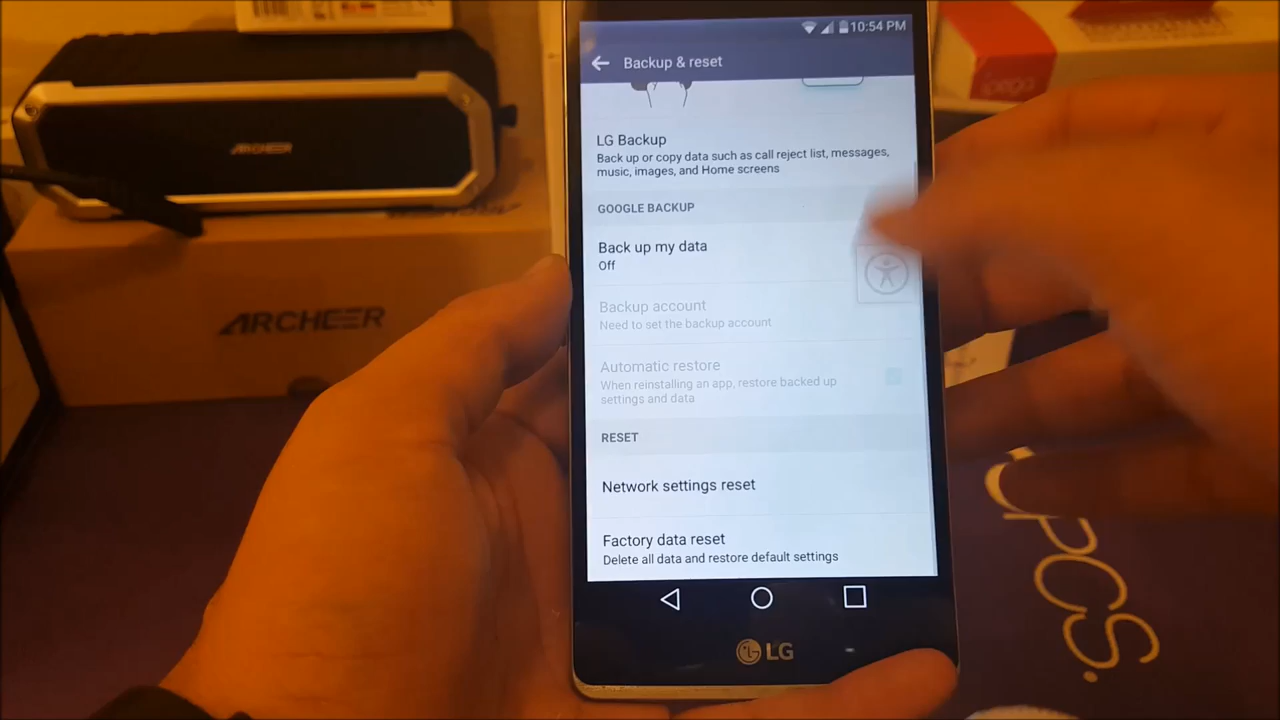 10:54 PM
Backup & reset
LG Backup
Back up or copy data such as call reject list, messages,
music, images, and Home screens
GOOGLE BACKUP
Back up my data
Off
Backup account
Need to set the backup account
Automatic restore
When reinstalling an app, restore backed up
settings and data
RESET
Network settings reset
Factory data reset
Delete all data and restore default settings
LG
ARCHEER
ARCHEER
ipega
pcs.